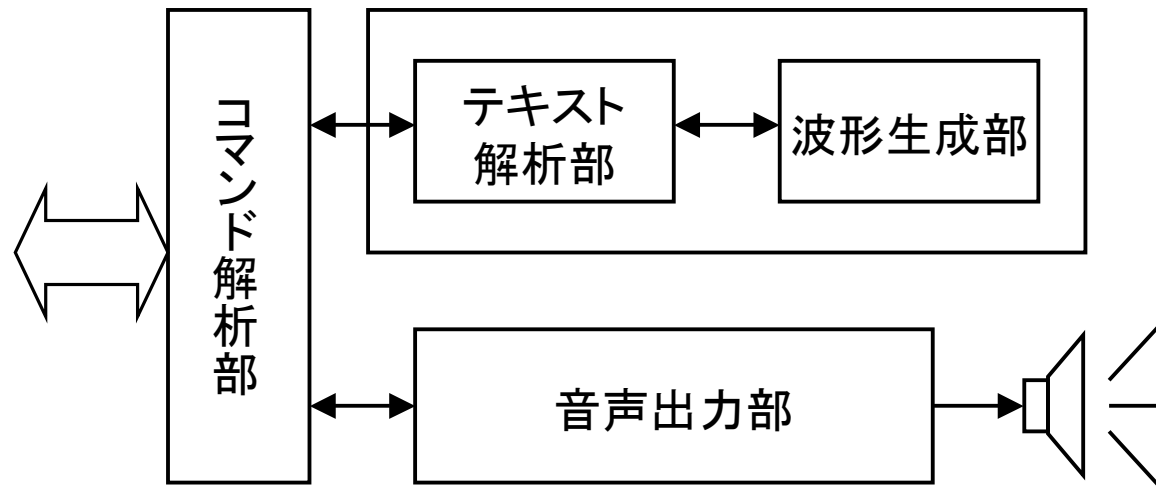 コマンド解析部
テキスト
解析部
波形生成部
音声出力部